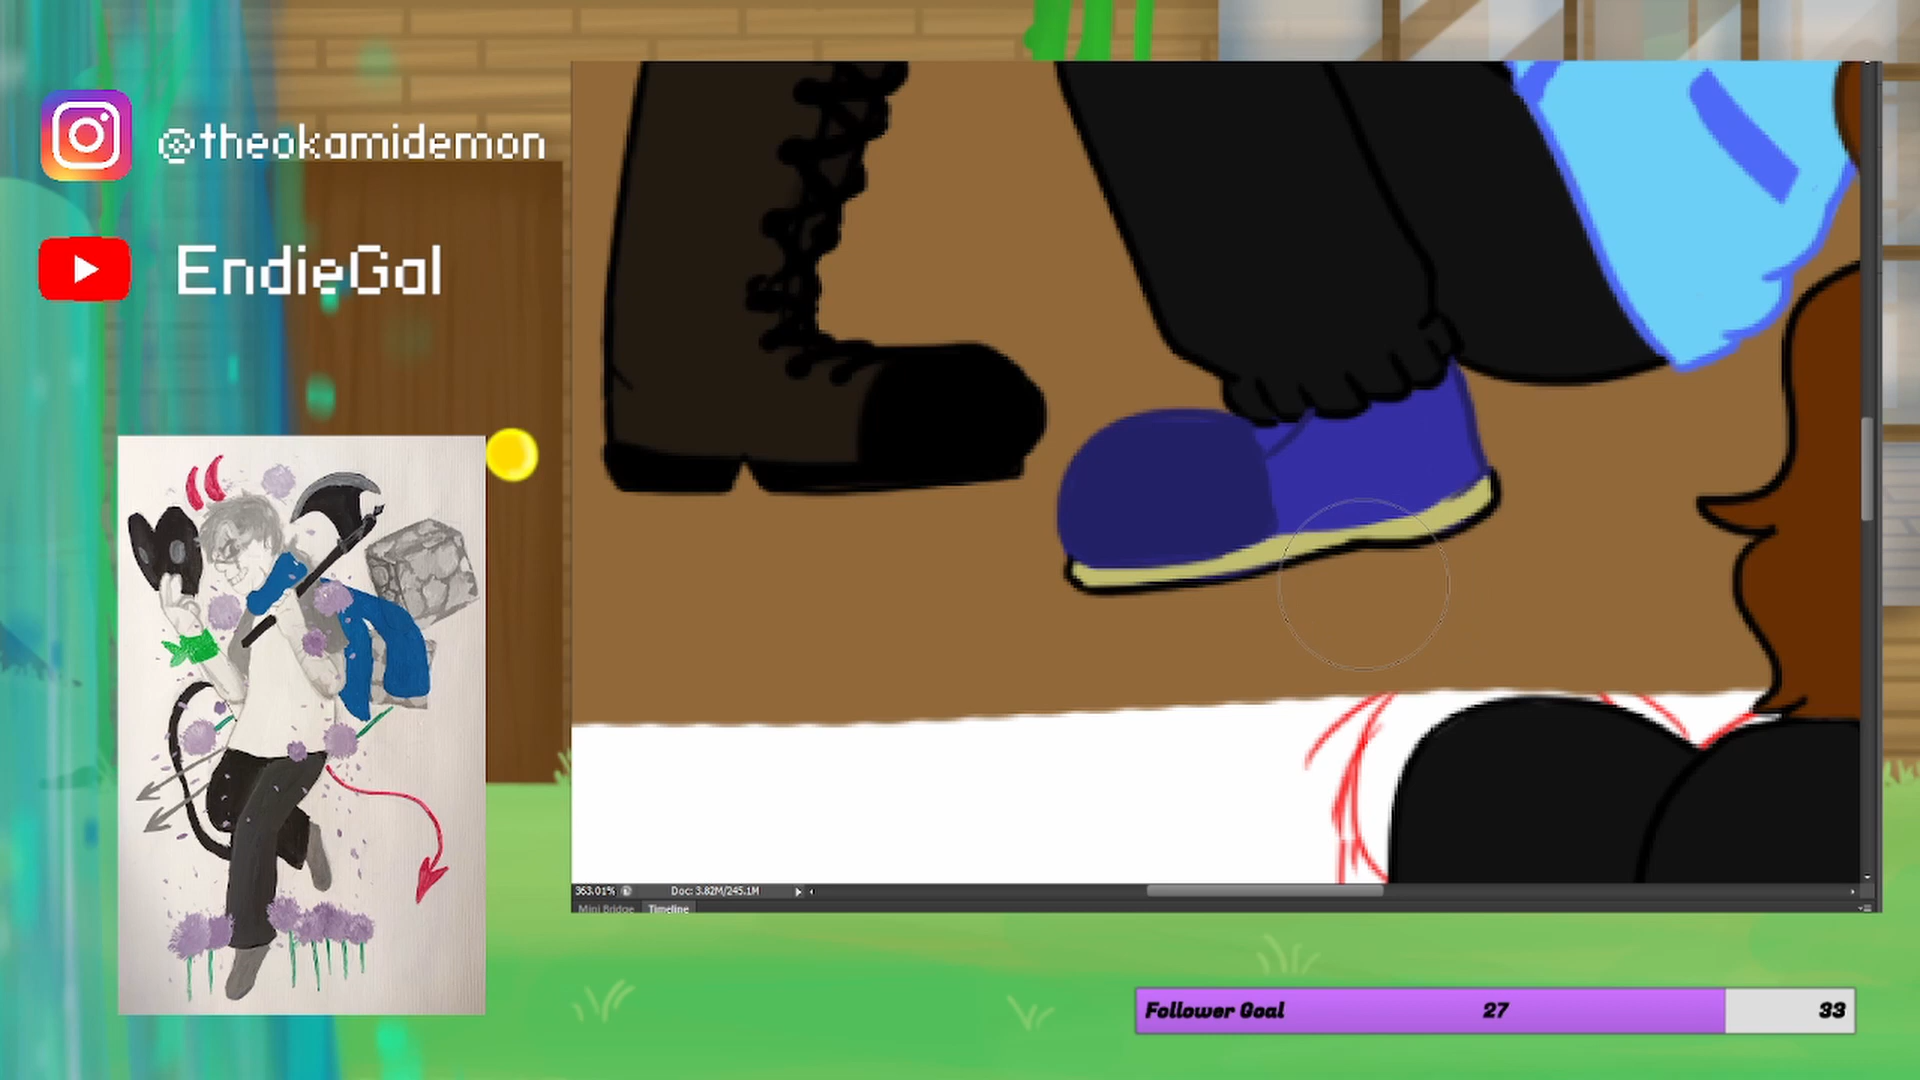 @theokamidemon
EndieGal
363.01%
Doc: 3.82M/245.1M
Mini Bridge
Timeline
Follower Goal
27
33